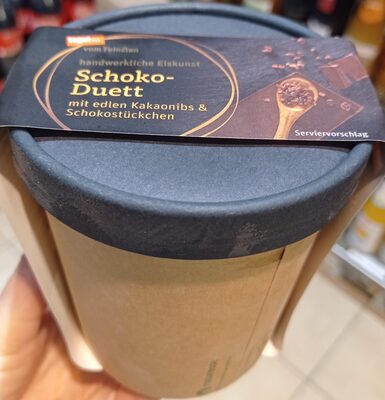 tegut...
vom Feinsten
handwerkliche Eiskunst
Schoko-
Duett
mit edlen Kakaonibs &
Schokostückchen
Serviervorschlag